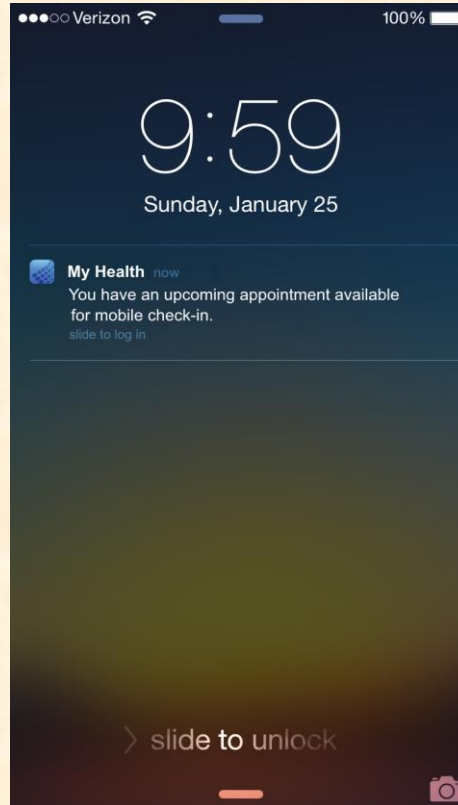 Verizon 100%
9:59
Sunday, January 25
My Health now
You have an upcoming appointment available
for mobile check-in.
slide to log in
slide to unlock